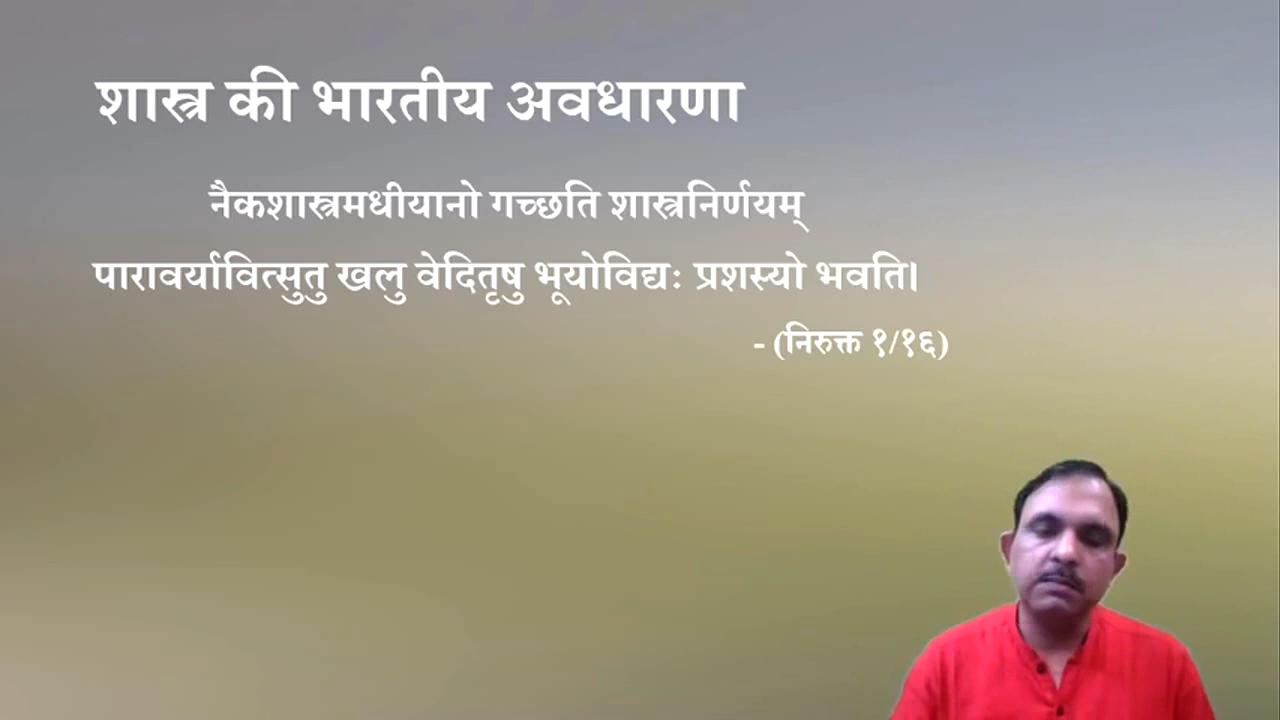 शास्त्र की भारतीय अवधारणा
नैकशास्त्रमधीयानो गच्छति शास्त्रनिर्णयम्
पारावर्यावित्सुतु खलु वेदितृषु भूयोविद्यः प्रशस्यो भवति।
- (निरुक्त १/१६)